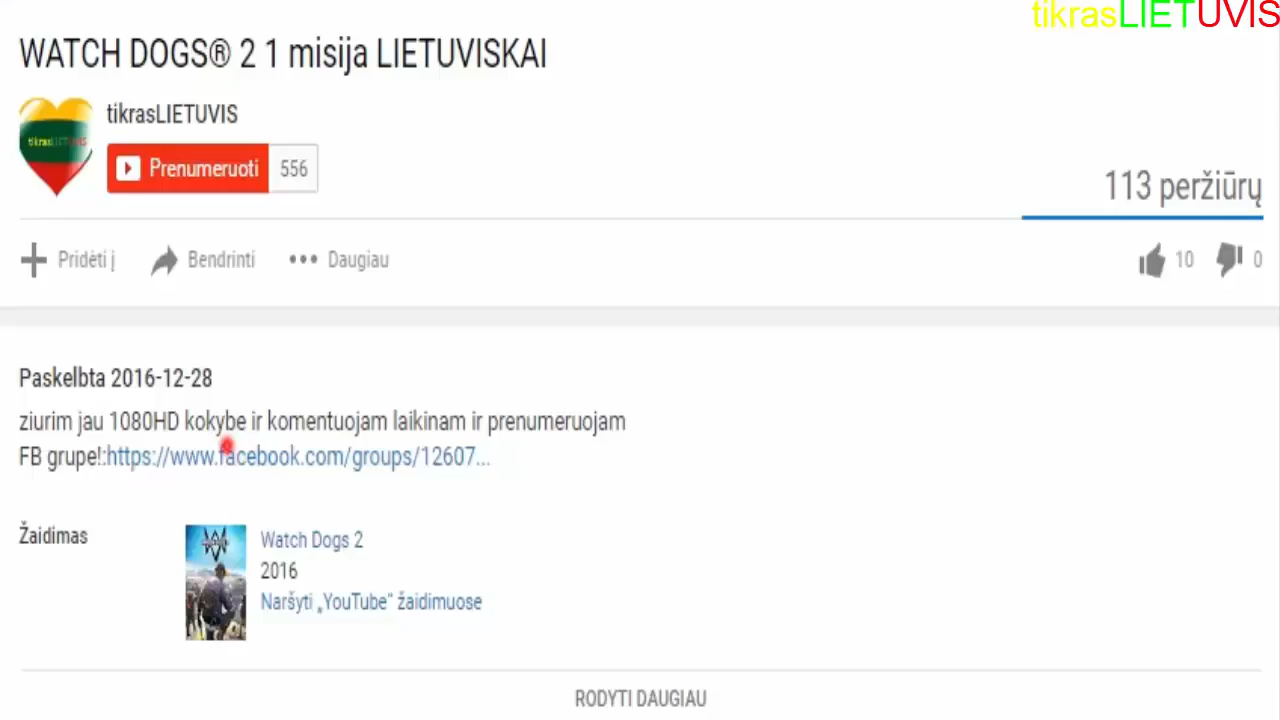 tikrasLIETUVIS
WATCH DOGS® 2 1 misija LIETUVISKAI
tikrasLIETUVIS
tikrasLIETUVIS
Prenumeruoti 556
113 peržiūrų
Pridėti į Bendrinti Daugiau 10 0
Paskelbta 2016-12-28
ziurim jau 1080HD kokybe ir komentuojam laikinam ir prenumeruojam
FB grupe!:https://www.facebook.com/groups/12607...
Žaidimas
Watch Dogs 2
2016
Naršyti „YouTube“ žaidimuose
RODYTI DAUGIAU